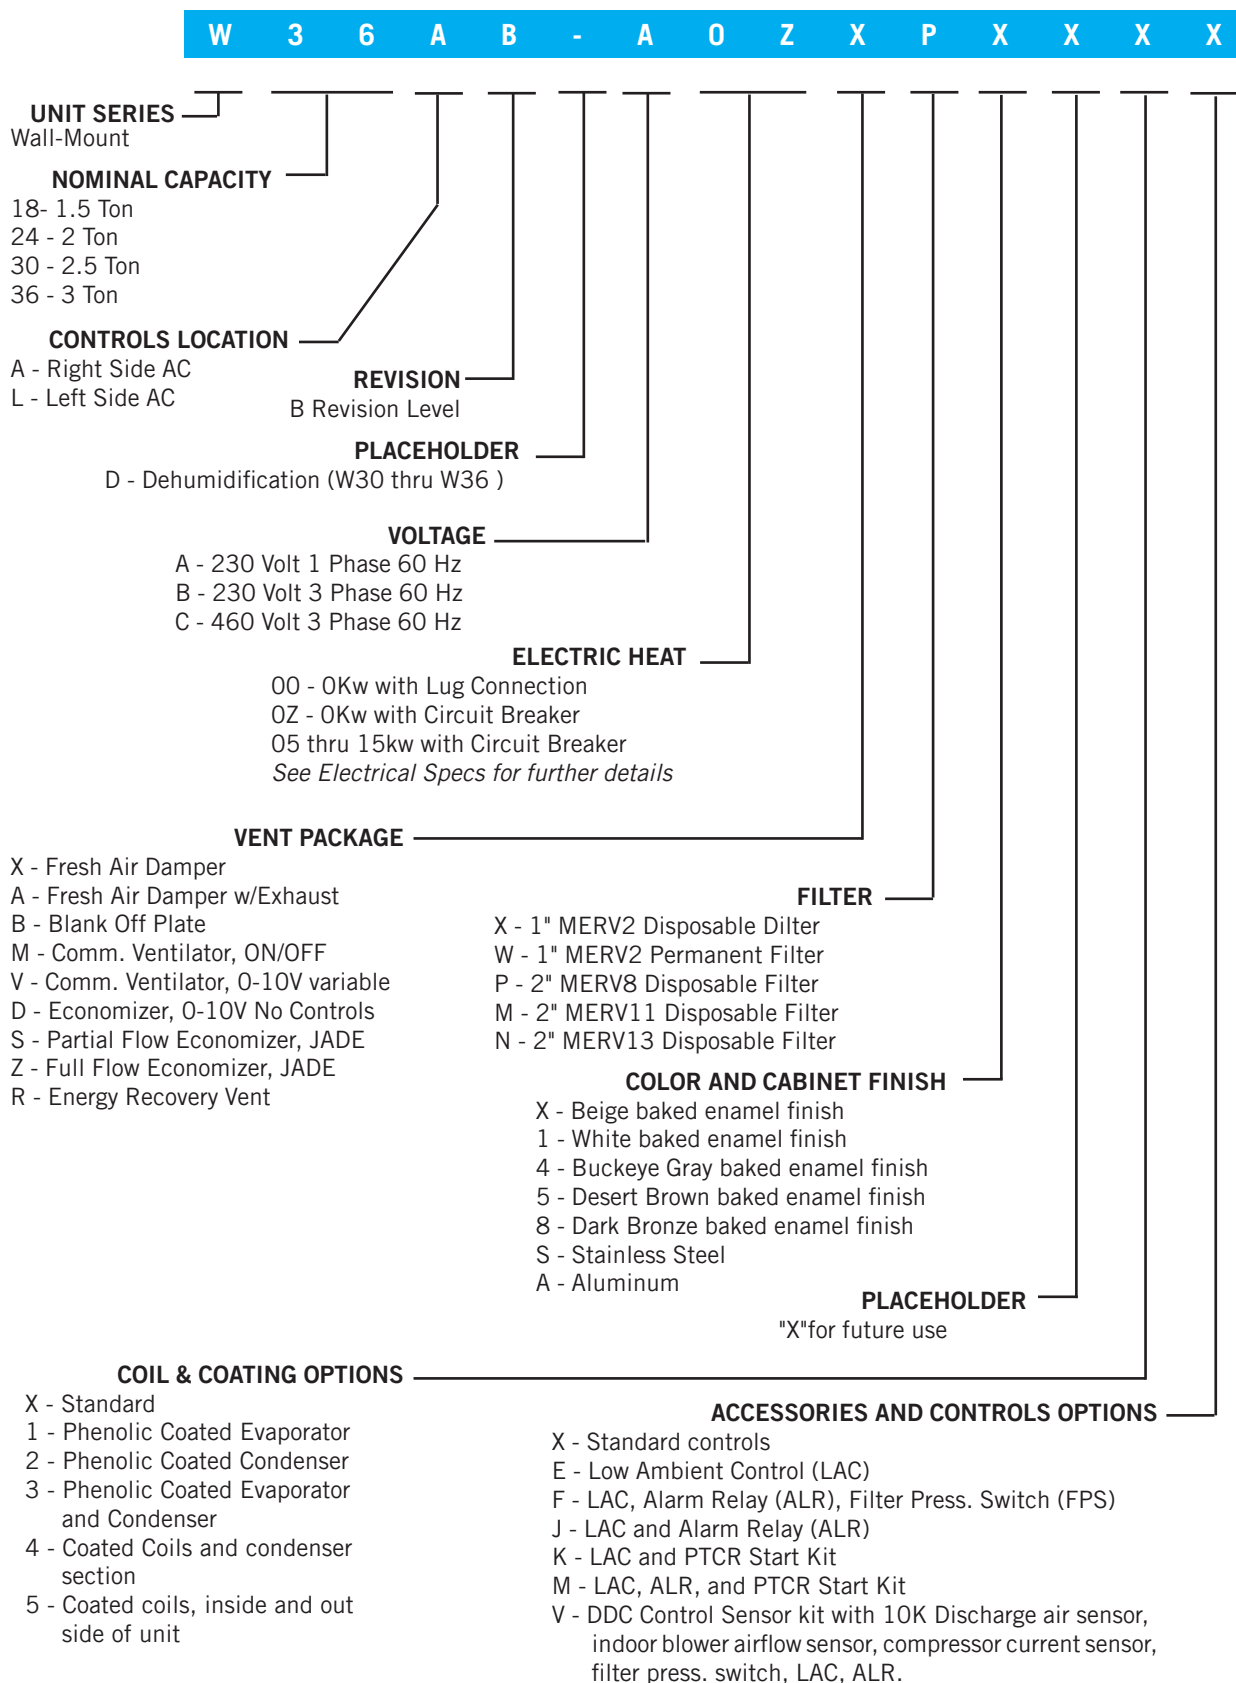 W 3 6 A B - A 0 Z X P X X X X
UNIT SERIES
Wall-Mount
NOMINAL CAPACITY
18- 1.5 Ton
24 - 2 Ton
30 - 2.5 Ton
36 - 3 Ton
CONTROLS LOCATION
A - Right Side AC
L - Left Side AC
REVISION
B Revision Level
PLACEHOLDER
D - Dehumidification (W30 thru W36 )
VOLTAGE
A - 230 Volt 1 Phase 60 Hz
B - 230 Volt 3 Phase 60 Hz
C - 460 Volt 3 Phase 60 Hz
ELECTRIC HEAT
00 - 0Kw with Lug Connection
0Z - 0Kw with Circuit Breaker
05 thru 15kw with Circuit Breaker
See Electrical Specs for further details
VENT PACKAGE
X - Fresh Air Damper
A - Fresh Air Damper w/Exhaust
B - Blank Off Plate
M - Comm. Ventilator, ON/OFF
V - Comm. Ventilator, 0-10V variable
D - Economizer, 0-10V No Controls
S - Partial Flow Economizer, JADE
Z - Full Flow Economizer, JADE
R - Energy Recovery Vent
FILTER
X - 1" MERV2 Disposable Dilter
W - 1" MERV2 Permanent Filter
P - 2" MERV8 Disposable Filter
M - 2" MERV11 Disposable Filter
N - 2" MERV13 Disposable Filter
COLOR AND CABINET FINISH
X - Beige baked enamel finish
1 - White baked enamel finish
4 - Buckeye Gray baked enamel finish
5 - Desert Brown baked enamel finish
8 - Dark Bronze baked enamel finish
S - Stainless Steel
A - Aluminum
PLACEHOLDER
"X"for future use
COIL & COATING OPTIONS
X - Standard
1 - Phenolic Coated Evaporator
2 - Phenolic Coated Condenser
3 - Phenolic Coated Evaporator
and Condenser
4 - Coated Coils and condenser
section
5 - Coated coils, inside and out
side of unit
ACCESSORIES AND CONTROLS OPTIONS
X - Standard controls
E - Low Ambient Control (LAC)
F - LAC, Alarm Relay (ALR), Filter Press. Switch (FPS)
J - LAC and Alarm Relay (ALR)
K - LAC and PTCR Start Kit
M - LAC, ALR, and PTCR Start Kit
V - DDC Control Sensor kit with 10K Discharge air sensor,
indoor blower airflow sensor, compressor current sensor,
filter press. switch, LAC, ALR.